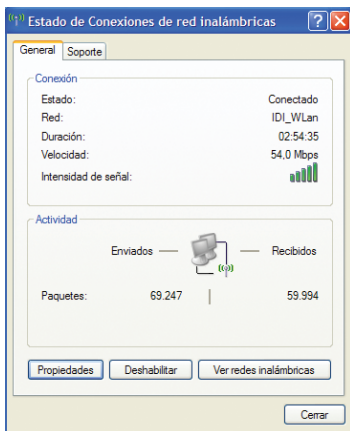 Estado de Conexiones de red inalámbricas
General Soporte
Conexión
Estado: Conectado
Red: IDI_WLan
Duración: 02:54:35
Velocidad: 54,0 Mbps
Intensidad de señal:
Actividad
Enviados Recibidos
Paquetes: 69.247 59.994
Propiedades Deshabilitar Ver redes inalámbricas
Cerrar